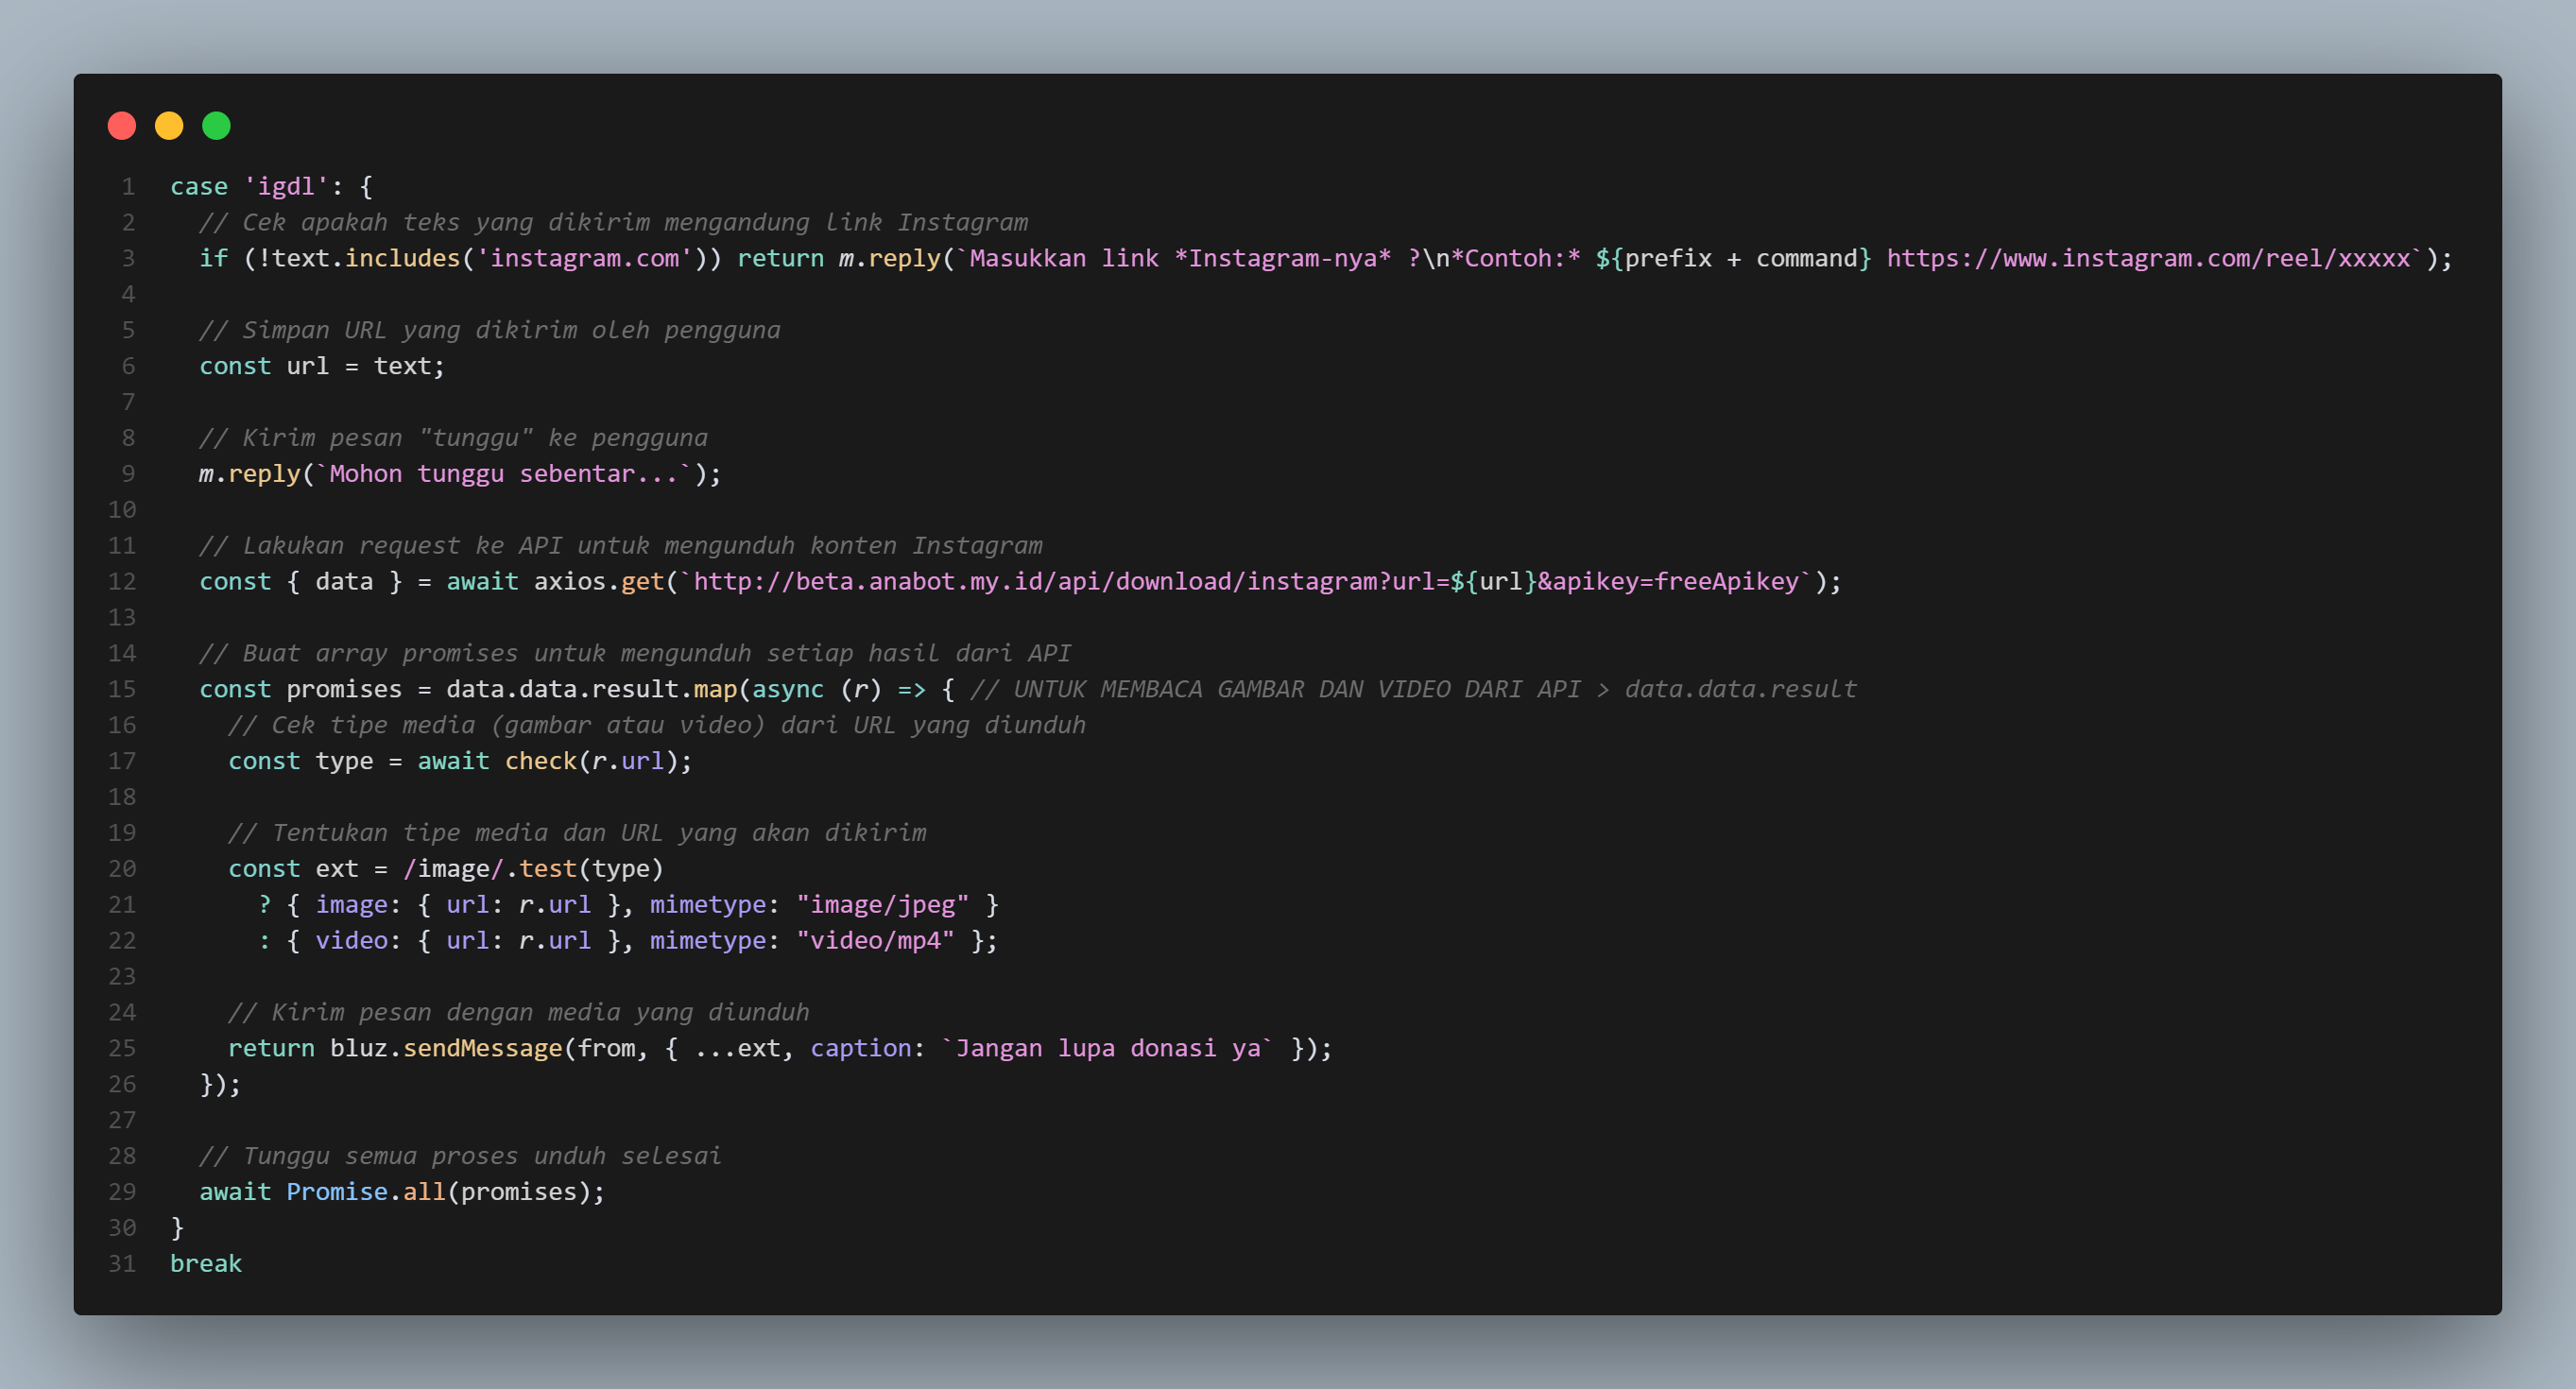 1 case 'igdl': {
2 // Cek apakah teks yang dikirim mengandung link Instagram
3 if (!text.includes('instagram.com')) return m.reply(`Masukkan link *Instagram-nya* ?\n*Contoh:* ${prefix + command} https://www.instagram.com/reel/xxxxx`);
4
5 // Simpan URL yang dikirim oleh pengguna
6 const url = text;
7
8 // Kirim pesan "tunggu" ke pengguna
9 m.reply(`Mohon tunggu sebentar...`);
10
11 // Lakukan request ke API untuk mengunduh konten Instagram
12 const { data } = await axios.get(`http://beta.anabot.my.id/api/download/instagram?url=${url}&apikey=freeApikey`);
13
14 // Buat array promises untuk mengunduh setiap hasil dari API
15 const promises = data.data.result.map(async (r) => { // UNTUK MEMBACA GAMBAR DAN VIDEO DARI API > data.data.result
16 // Cek tipe media (gambar atau video) dari URL yang diunduh
17 const type = await check(r.url);
18
19 // Tentukan tipe media dan URL yang akan dikirim
20 const ext = /image/.test(type)
21 ? { image: { url: r.url }, mimetype: "image/jpeg" }
22 : { video: { url: r.url }, mimetype: "video/mp4" };
23
24 // Kirim pesan dengan media yang diunduh
25 return bluz.sendMessage(from, { ...ext, caption: `Jangan lupa donasi ya` });
26 });
27
28 // Tunggu semua proses unduh selesai
29 await Promise.all(promises);
30 }
31 break